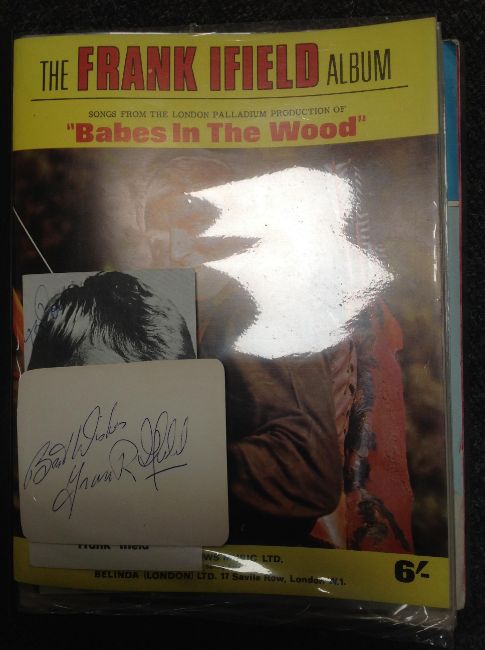 THE FRANK IFIELD ALBUM
SONGS FROM THE LONDON PALLADIUM PRODUCTION OF
"Babes In The Wood"
Best Wishes
Frank Ifield
Frank Ifield
WS MUSIC LTD.
BELINDA (LONDON) LTD. 17 Savile Row, London W.1.
6/-